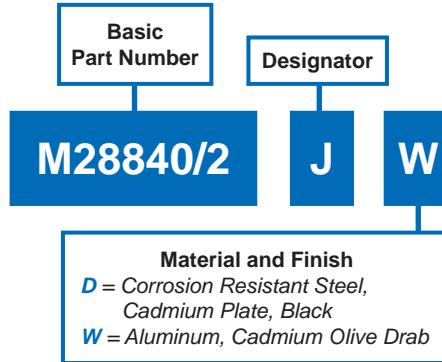 Basic
Part Number
Designator
M28840/2 J W
Material and Finish
D = Corrosion Resistant Steel,
Cadmium Plate, Black
W = Aluminum, Cadmium Olive Drab